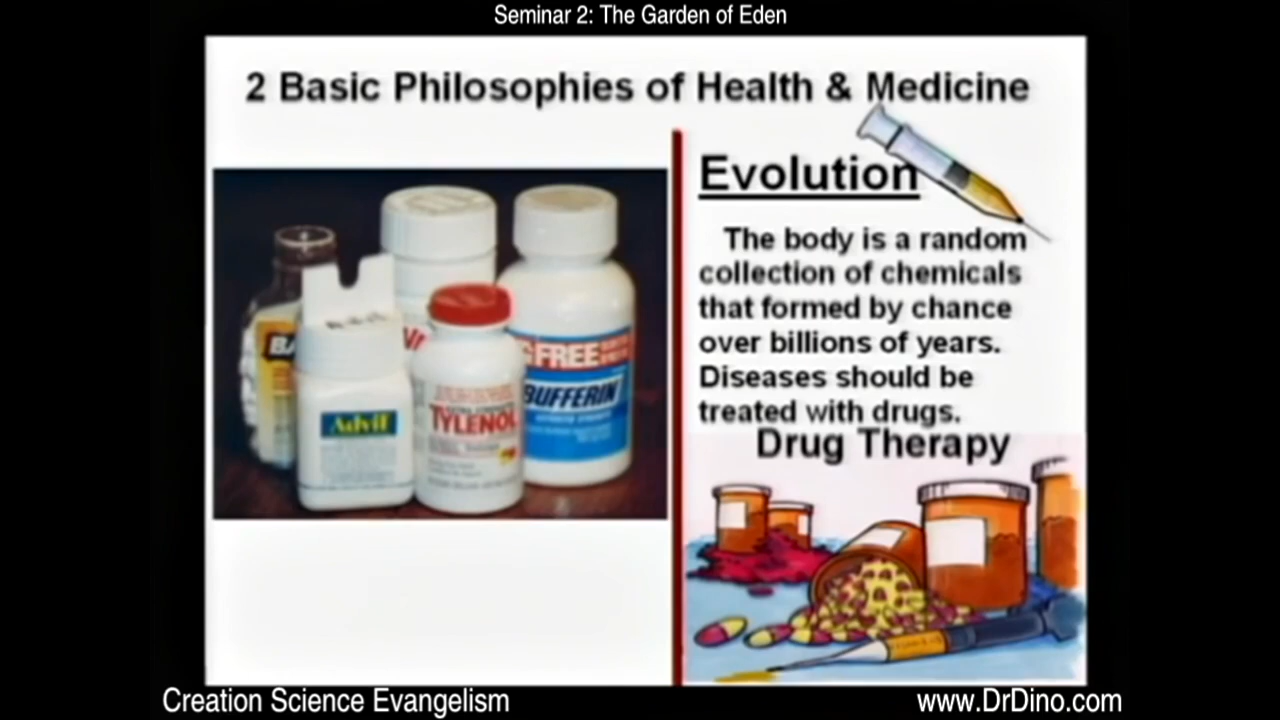 Seminar 2: The Garden of Eden
2 Basic Philosophies of Health & Medicine
Evolution
The body is a random
collection of chemicals
that formed by chance
over billions of years.
Diseases should be
treated with drugs.
Drug Therapy
BA
Advil
TYLENOL
FREE
BUFFERIN
Creation Science Evangelism
www.DrDino.com